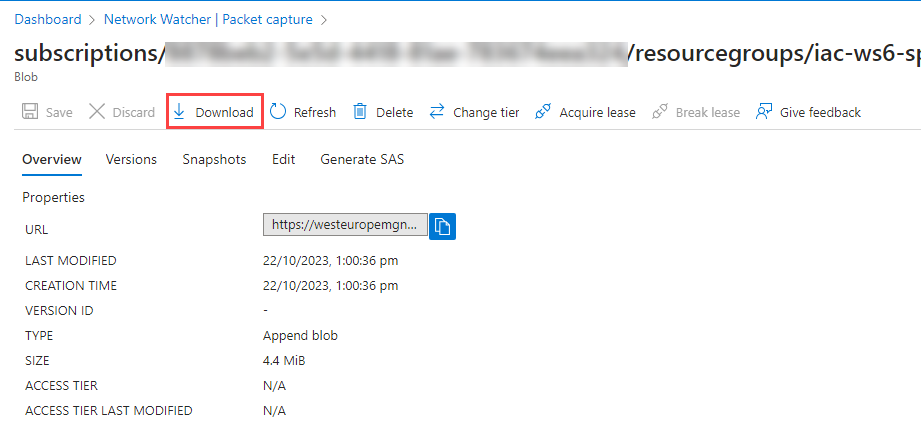 Dashboard > Network Watcher | Packet capture >
subscriptions/ /resourcegroups/iac-ws6-sp
Blob
Save Discard Download Refresh Delete Change tier Acquire lease Break lease Give feedback
Overview Versions Snapshots Edit Generate SAS
Properties
URL https://westeuropemgn...
LAST MODIFIED 22/10/2023, 1:00:36 pm
CREATION TIME 22/10/2023, 1:00:36 pm
VERSION ID -
TYPE Append blob
SIZE 4.4 MiB
ACCESS TIER N/A
ACCESS TIER LAST MODIFIED N/A